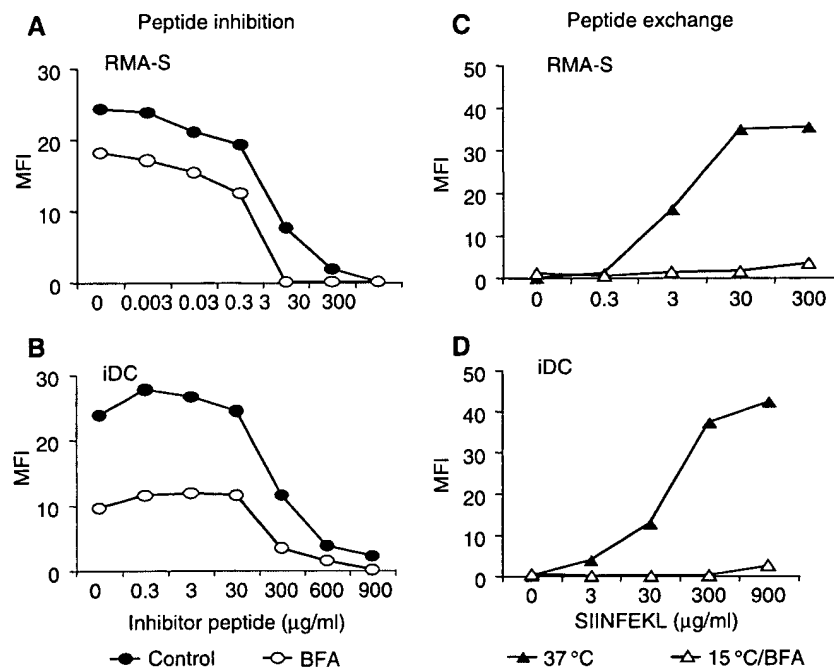 A Peptide inhibition
RMA-S
30
20
10
0
MFI
0 0.003 0.03 0.3 3 30 300
B
iDC
30
20
10
0
MFI
0 0.3 3 30 300 600 900
Inhibitor peptide (µg/ml)
Control BFA
C Peptide exchange
RMA-S
50
40
30
20
10
0
MFI
0 0.3 3 30 300
D
iDC
50
40
30
20
10
0
MFI
0 3 30 300 900
SIINFEKL (µg/ml)
37 °C 15 °C/BFA